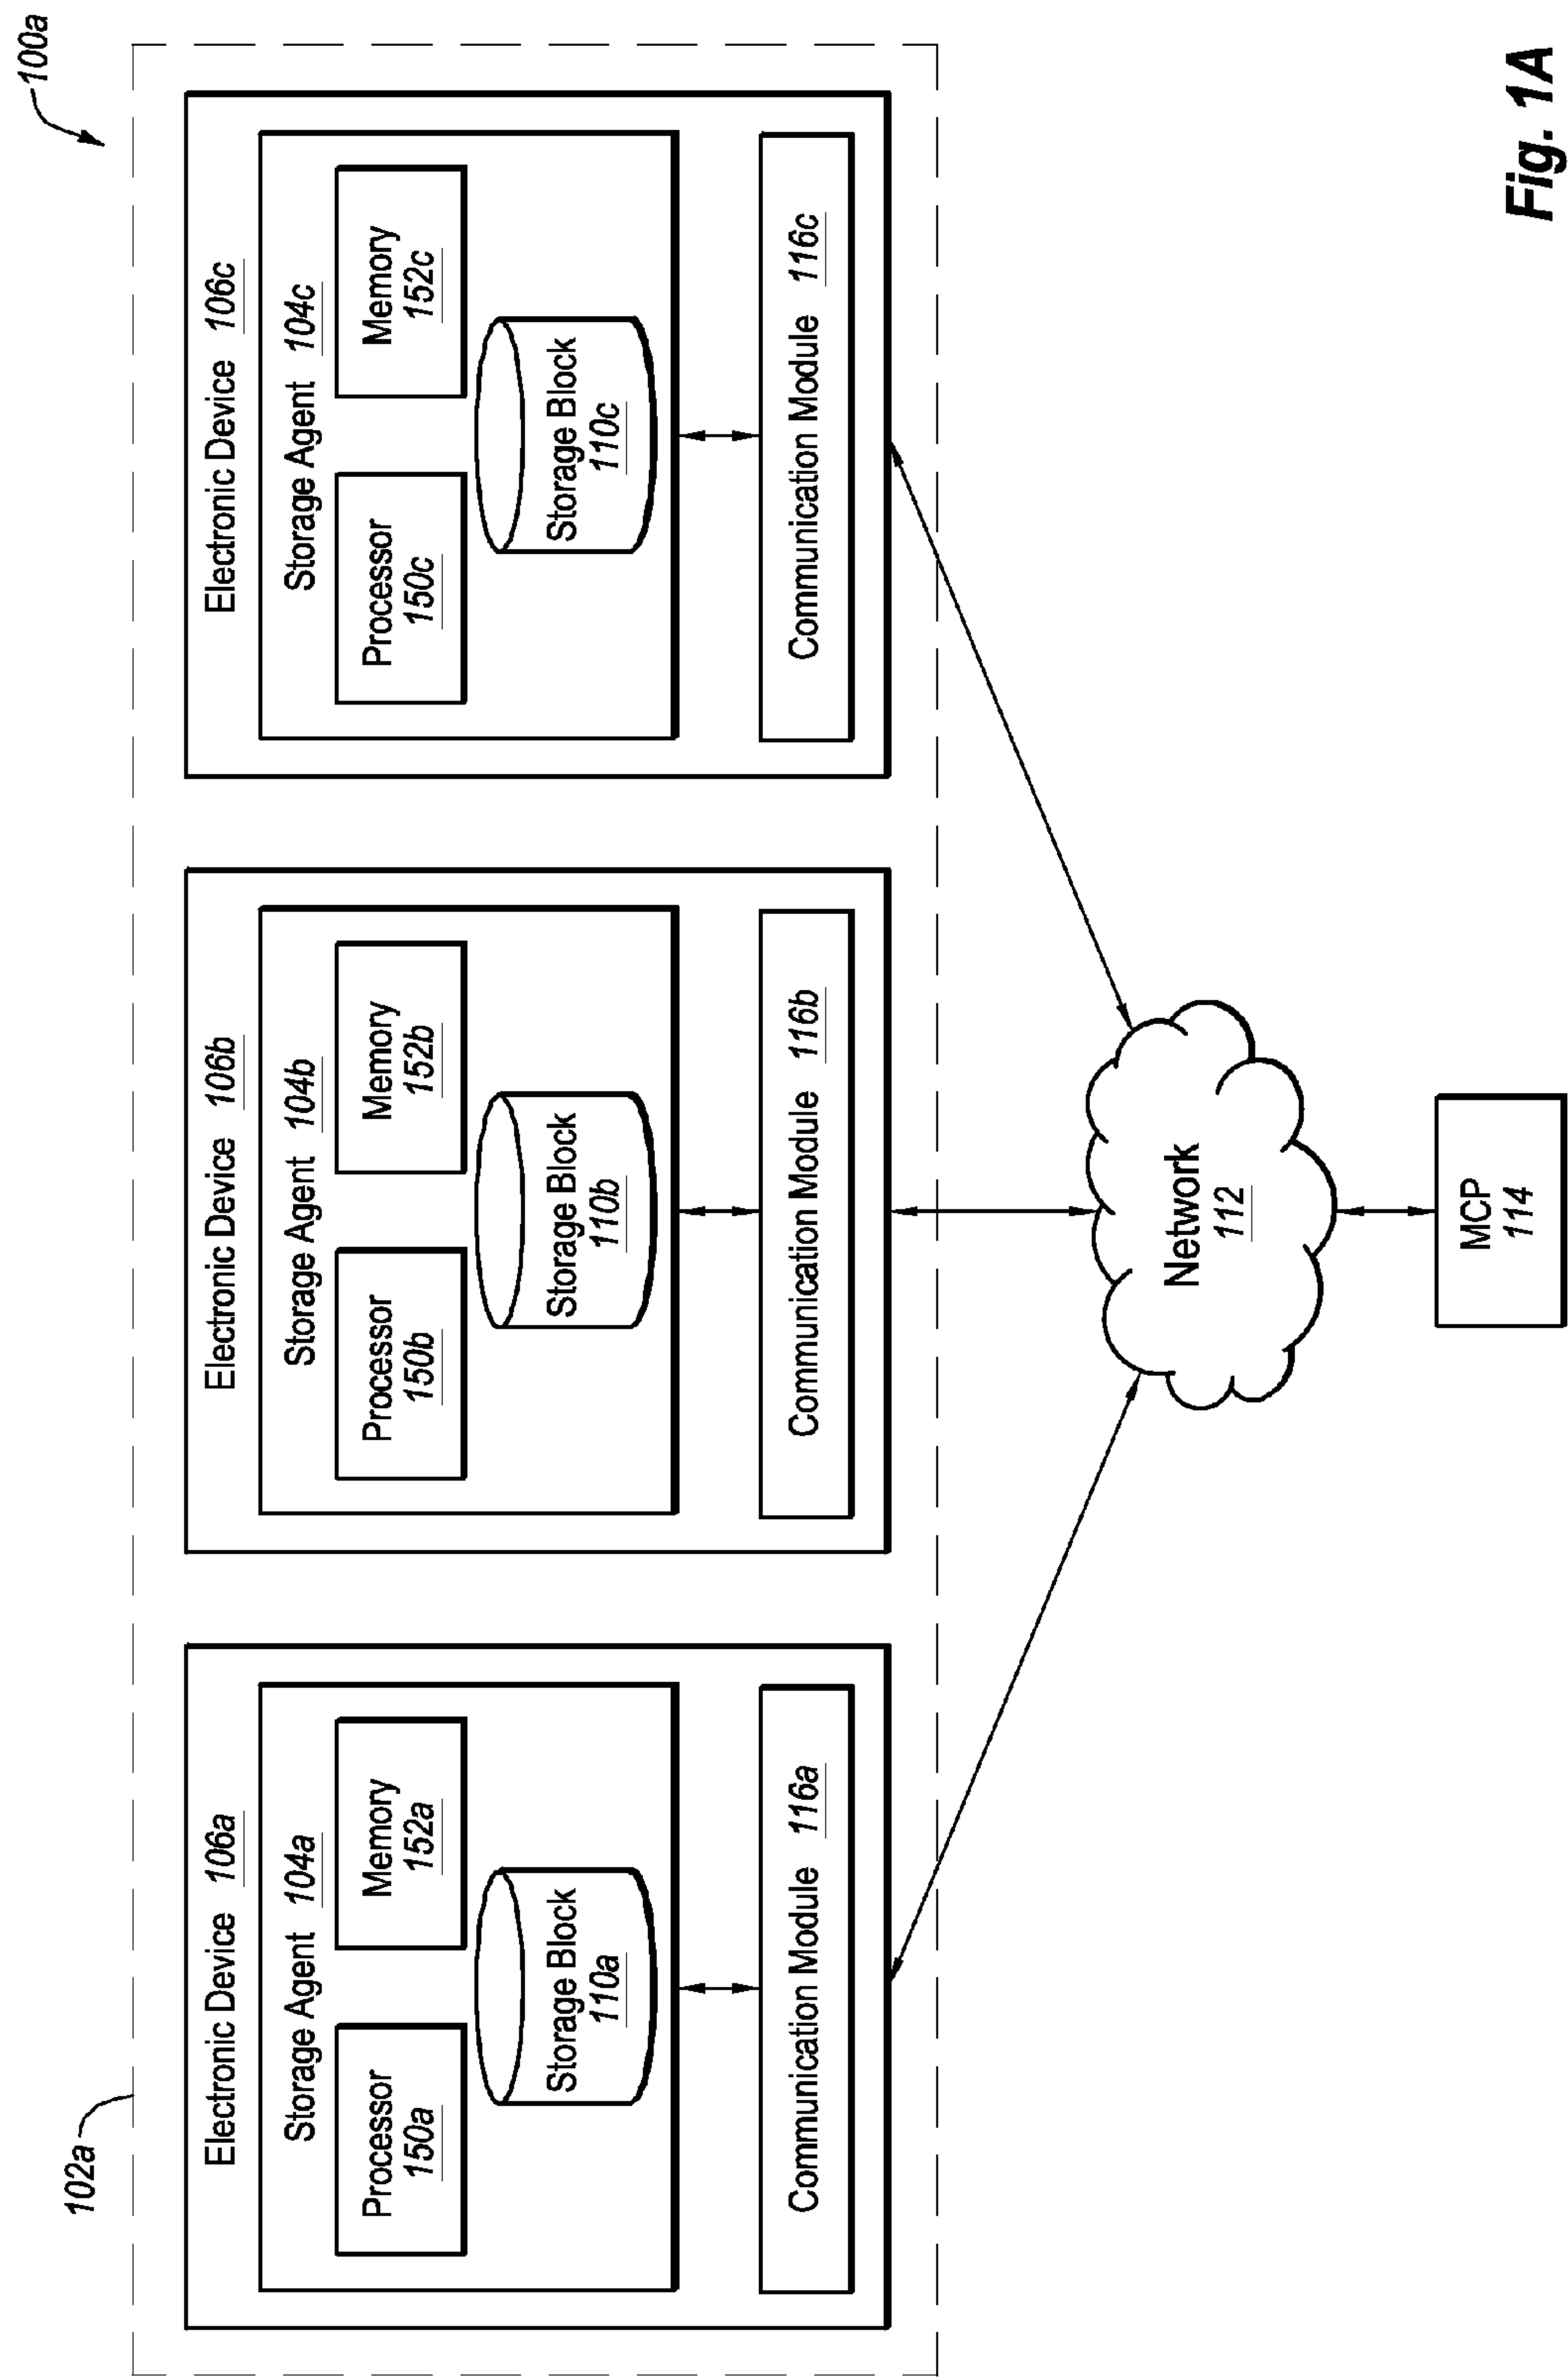 100a
102a
Electronic Device 106a
Storage Agent 104a
Processor
150a
Memory
152a
Storage Block
110a
Communication Module 116a
Electronic Device 106b
Storage Agent 104b
Processor
150b
Memory
152b
Storage Block
110b
Communication Module 116b
Electronic Device 106c
Storage Agent 104c
Processor
150c
Memory
152c
Storage Block
110c
Communication Module 116c
Network
112
MCP
114
Fig. 1A